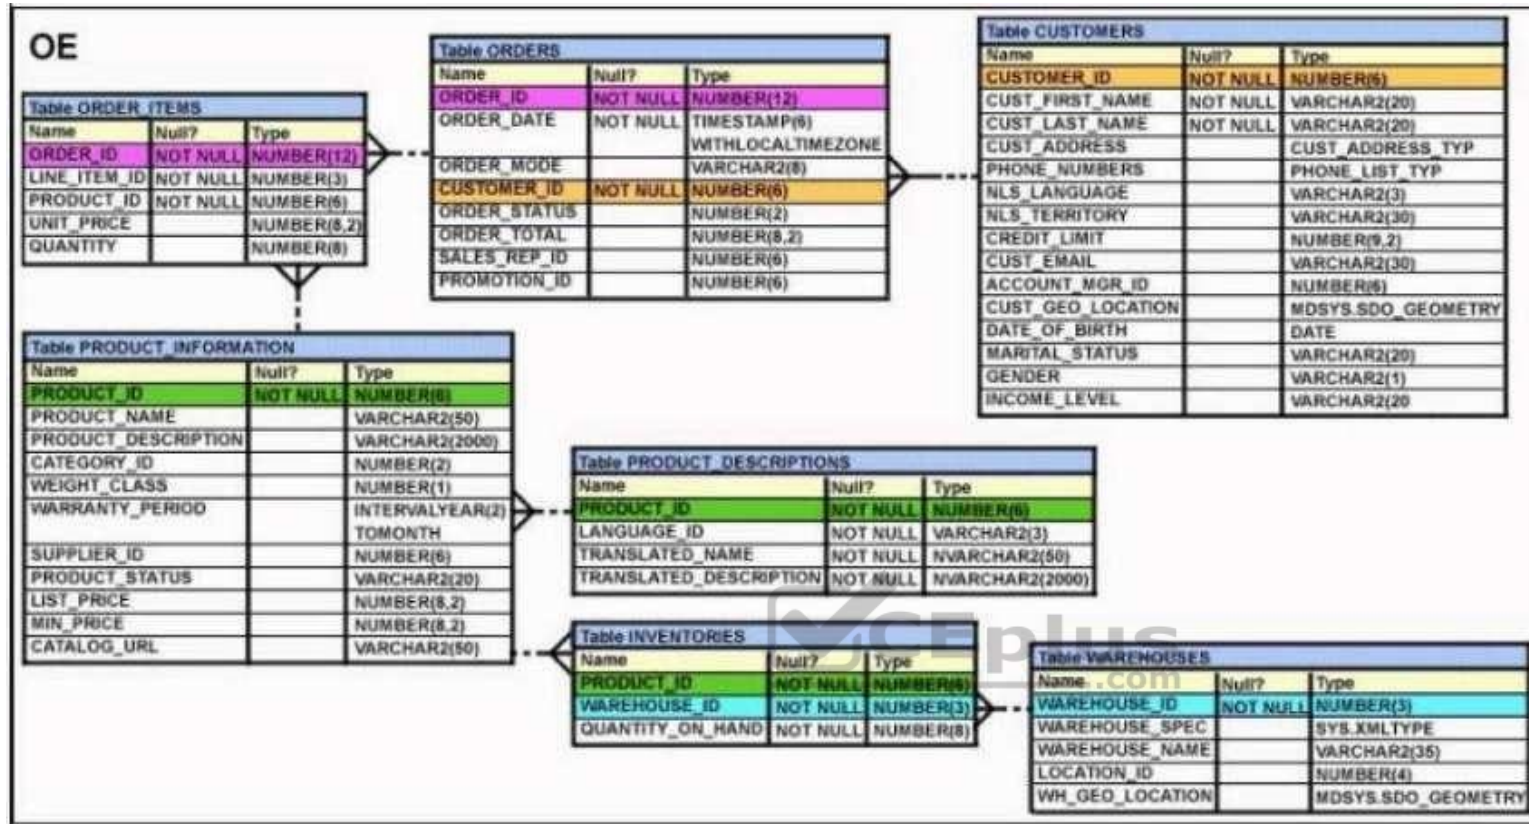 OE
Table ORDER_ITEMS
Name Null? Type
ORDER_ID NOT NULL NUMBER(12)
LINE_ITEM_ID NOT NULL NUMBER(3)
PRODUCT_ID NOT NULL NUMBER(6)
UNIT_PRICE NUMBER(8,2)
QUANTITY NUMBER(8)
Table ORDERS
Name Null? Type
ORDER_ID NOT NULL NUMBER(12)
ORDER_DATE NOT NULL TIMESTAMP(6)
WITHLOCALTIMEZONE
ORDER_MODE VARCHAR2(8)
CUSTOMER_ID NOT NULL NUMBER(6)
ORDER_STATUS NUMBER(2)
ORDER_TOTAL NUMBER(8,2)
SALES_REP_ID NUMBER(6)
PROMOTION_ID NUMBER(6)
Table CUSTOMERS
Name Null? Type
CUSTOMER_ID NOT NULL NUMBER(6)
CUST_FIRST_NAME NOT NULL VARCHAR2(20)
CUST_LAST_NAME NOT NULL VARCHAR2(20)
CUST_ADDRESS CUST_ADDRESS_TYP
PHONE_NUMBERS PHONE_LIST_TYP
NLS_LANGUAGE VARCHAR2(3)
NLS_TERRITORY VARCHAR2(30)
CREDIT_LIMIT NUMBER(9,2)
CUST_EMAIL VARCHAR2(30)
ACCOUNT_MGR_ID NUMBER(6)
CUST_GEO_LOCATION MDSYS.SDO_GEOMETRY
DATE_OF_BIRTH DATE
MARITAL_STATUS VARCHAR2(20)
GENDER VARCHAR2(1)
INCOME_LEVEL VARCHAR2(20
Table PRODUCT_INFORMATION
Name Null? Type
PRODUCT_ID NOT NULL NUMBER(6)
PRODUCT_NAME VARCHAR2(50)
PRODUCT_DESCRIPTION VARCHAR2(2000)
CATEGORY_ID NUMBER(2)
WEIGHT_CLASS NUMBER(1)
WARRANTY_PERIOD INTERVALYEAR(2)
TOMONTH
SUPPLIER_ID NUMBER(6)
PRODUCT_STATUS VARCHAR2(20)
LIST_PRICE NUMBER(8,2)
MIN_PRICE NUMBER(8,2)
CATALOG_URL VARCHAR2(50)
Table PRODUCT_DESCRIPTIONS
Name Null? Type
PRODUCT_ID NOT NULL NUMBER(6)
LANGUAGE_ID NOT NULL VARCHAR2(3)
TRANSLATED_NAME NOT NULL NVARCHAR2(50)
TRANSLATED_DESCRIPTION NOT NULL NVARCHAR2(2000)
Table INVENTORIES
Name Null? Type
PRODUCT_ID NOT NULL NUMBER(6)
WAREHOUSE_ID NOT NULL NUMBER(3)
QUANTITY_ON_HAND NOT NULL NUMBER(8)
Table WAREHOUSES
Name Null? Type
WAREHOUSE_ID NOT NULL NUMBER(3)
WAREHOUSE_SPEC SYS.XMLTYPE
WAREHOUSE_NAME VARCHAR2(35)
LOCATION_ID NUMBER(4)
WH_GEO_LOCATION MDSYS.SDO_GEOMETRY
CEplus
.com